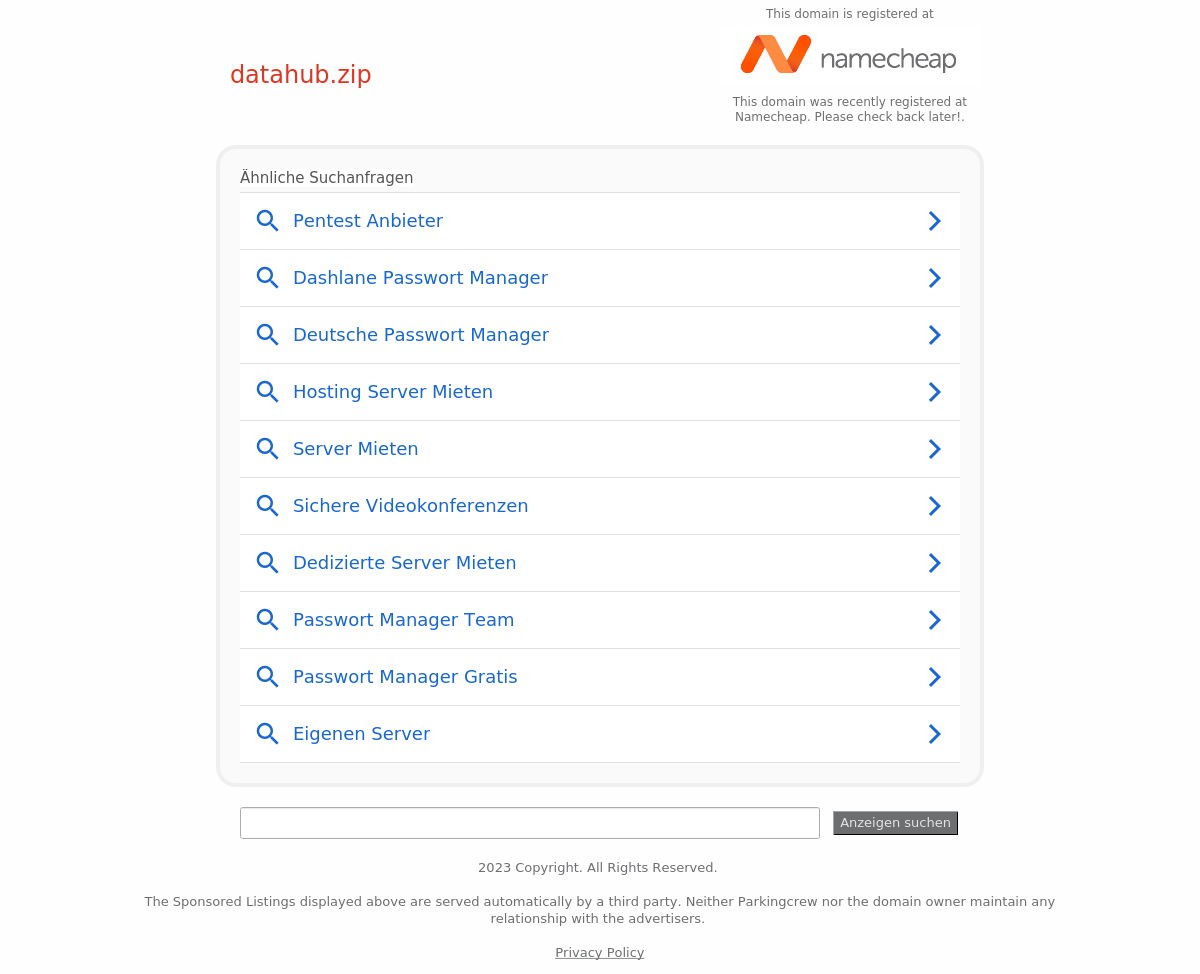 This domain is registered at
namecheap
datahub.zip
This domain was recently registered at
Namecheap. Please check back later!.
Ähnliche Suchanfragen
Pentest Anbieter
Dashlane Passwort Manager
Deutsche Passwort Manager
Hosting Server Mieten
Server Mieten
Sichere Videokonferenzen
Dedizierte Server Mieten
Passwort Manager Team
Passwort Manager Gratis
Eigenen Server
Anzeigen suchen
2023 Copyright. All Rights Reserved.
The Sponsored Listings displayed above are served automatically by a third party. Neither Parkingcrew nor the domain owner maintain any
relationship with the advertisers.
Privacy Policy